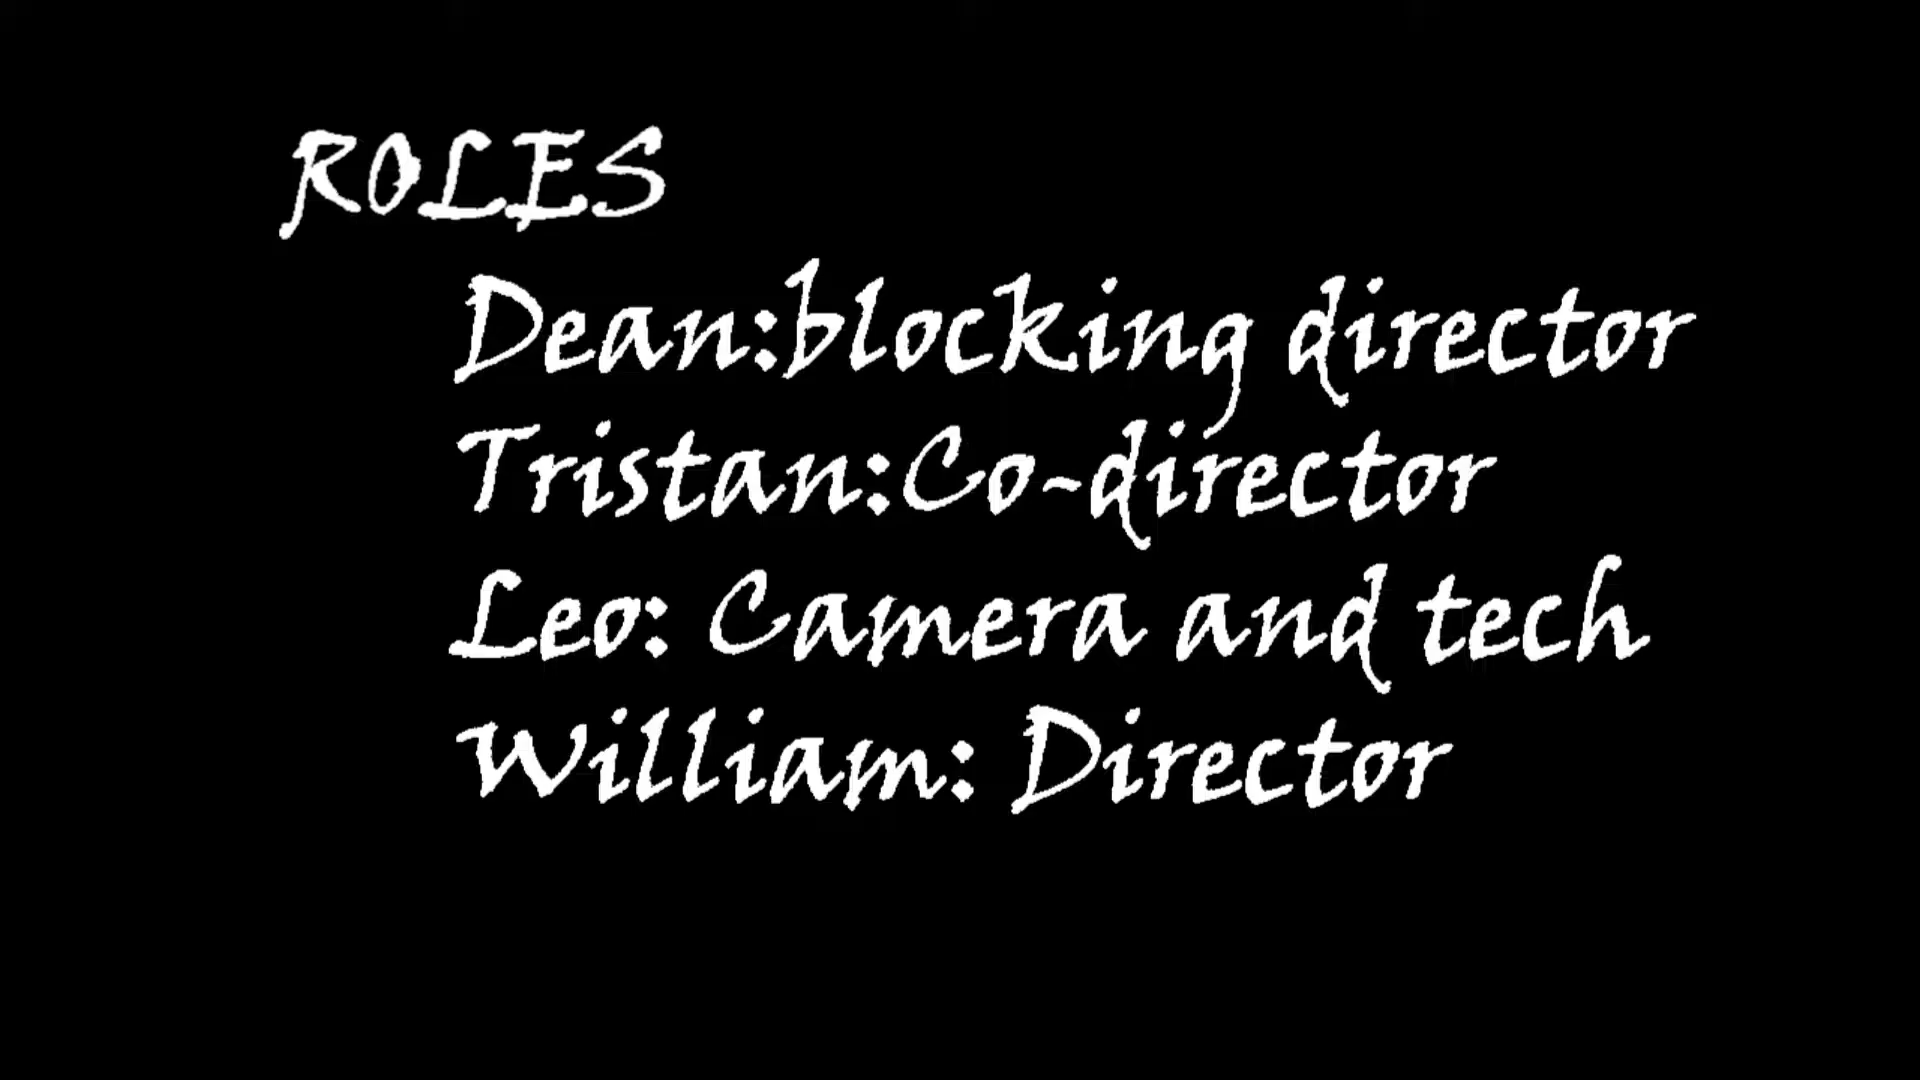 ROLES
Dean:blocking director
Tristan:Co-director
Leo: Camera and tech
William: Director